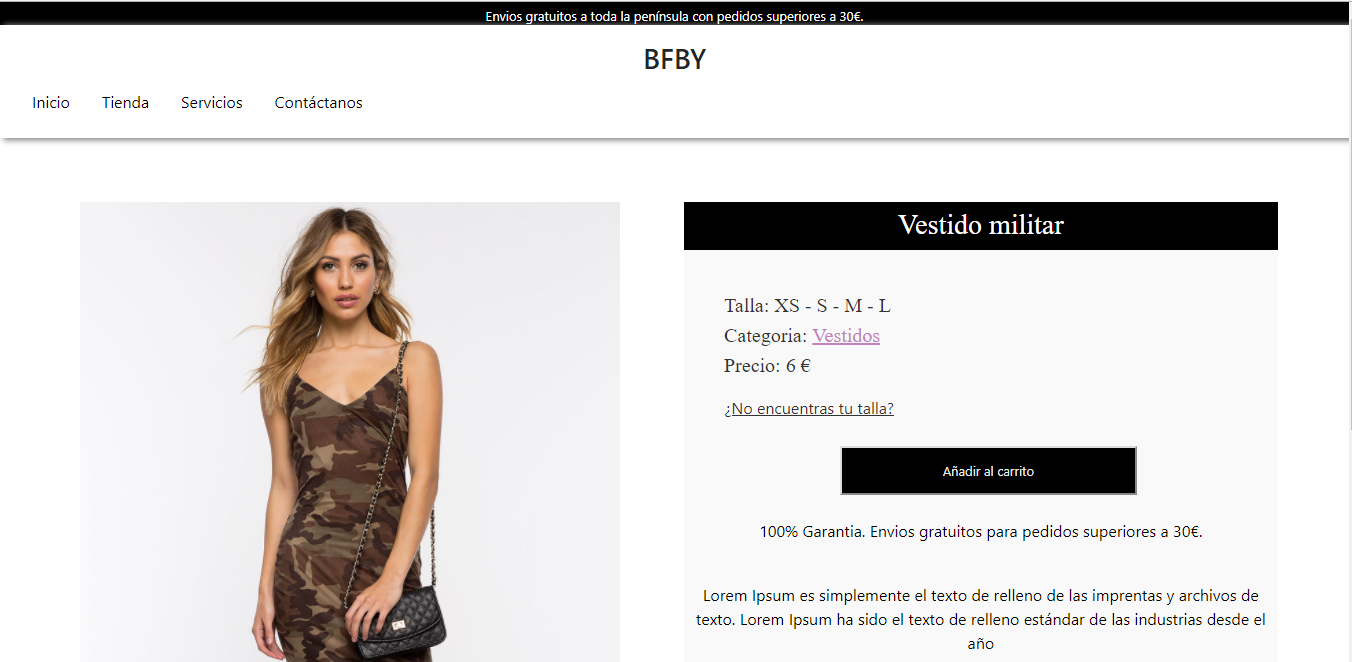 Envios gratuitos a toda la península con pedidos superiores a 30€.
BFBY
Inicio Tienda Servicios Contáctanos
Vestido militar
Talla: XS - S - M - L
Categoria: Vestidos
Precio: 6 €
¿No encuentras tu talla?
Añadir al carrito
100% Garantia. Envios gratuitos para pedidos superiores a 30€.
Lorem Ipsum es simplemente el texto de relleno de las imprentas y archivos de
texto. Lorem Ipsum ha sido el texto de relleno estándar de las industrias desde el
año